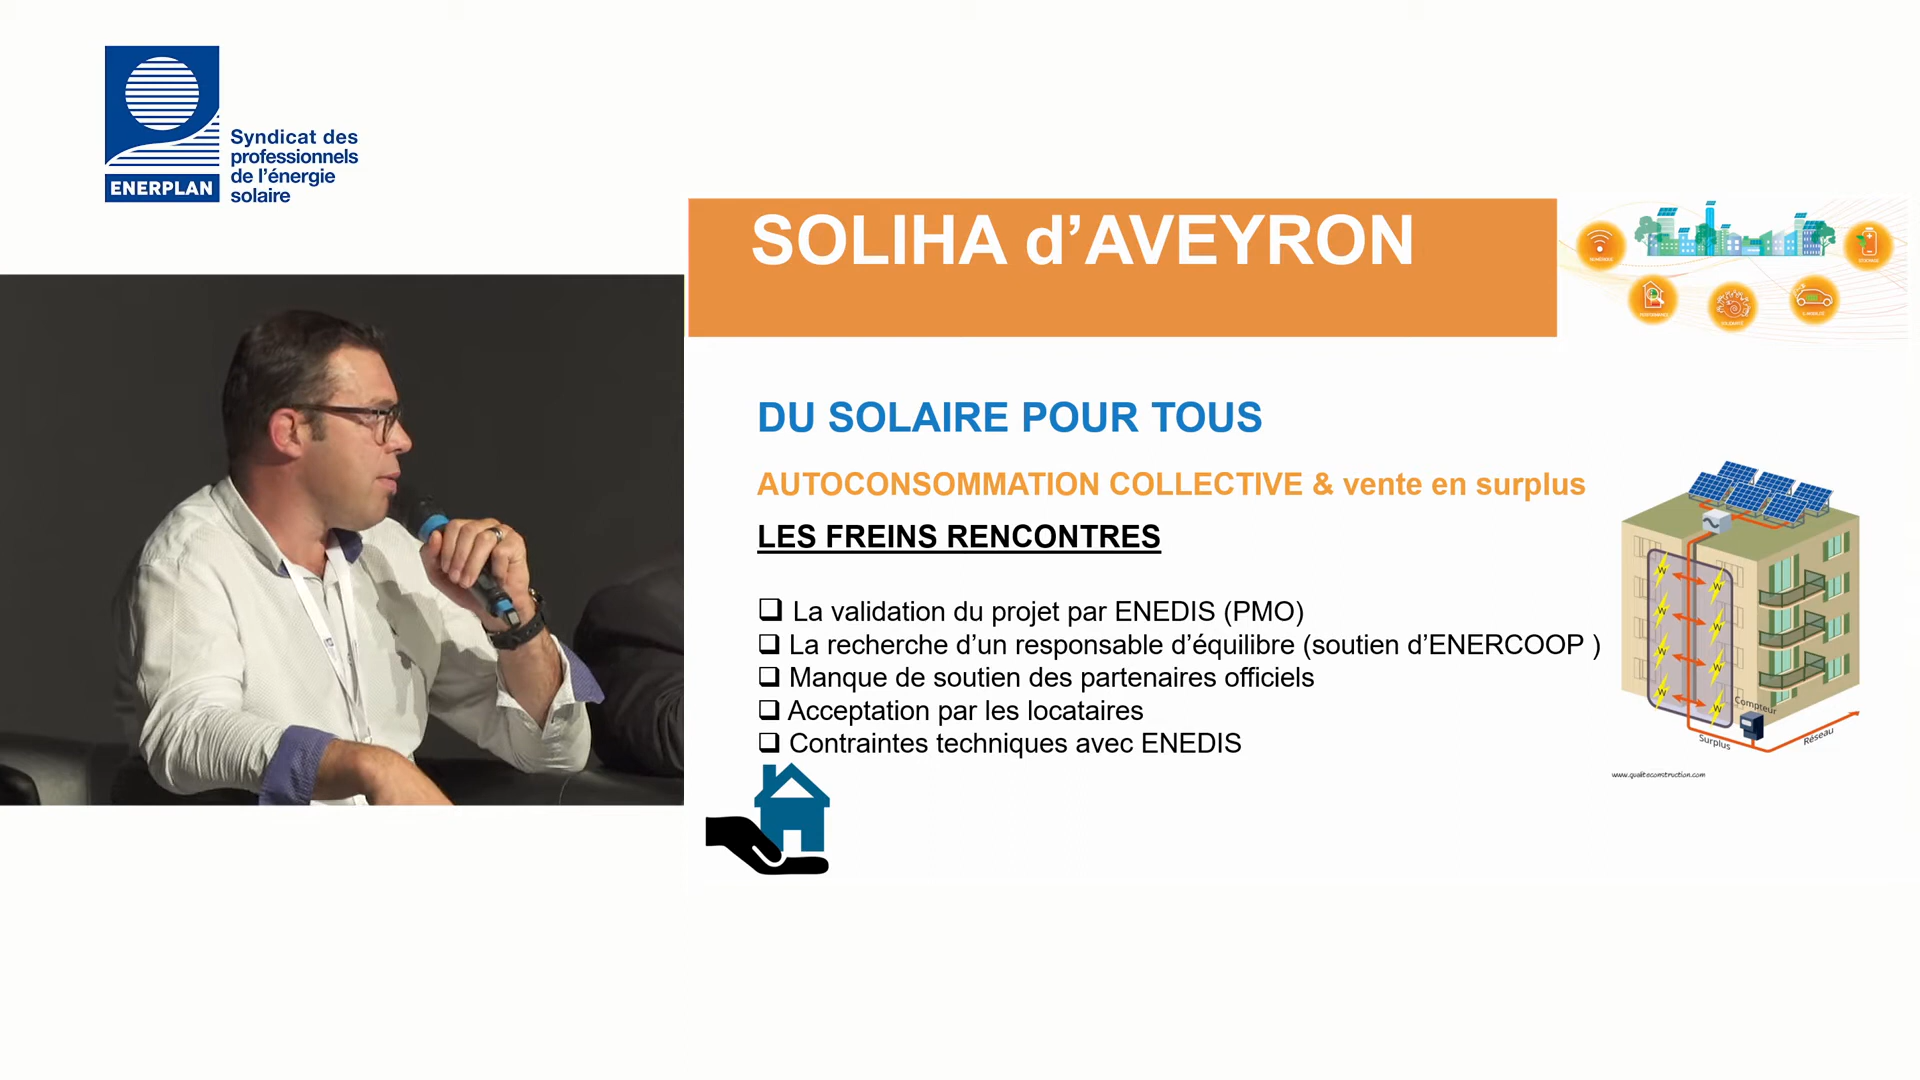 Syndicat des
professionnels
de l'énergie
solaire
ENERPLAN
SOLIHA d'AVEYRON
DU SOLAIRE POUR TOUS
AUTOCONSOMMATION COLLECTIVE & vente en surplus
LES FREINS RENCONTRES
❑ La validation du projet par ENEDIS (PMO)
❑ La recherche d'un responsable d'équilibre (soutien d'ENERCOOP )
❑ Manque de soutien des partenaires officiels
❑ Acceptation par les locataires
❑ Contraintes techniques avec ENEDIS
W W
W W
W W
W W
Compteur
Surplus
Réseau